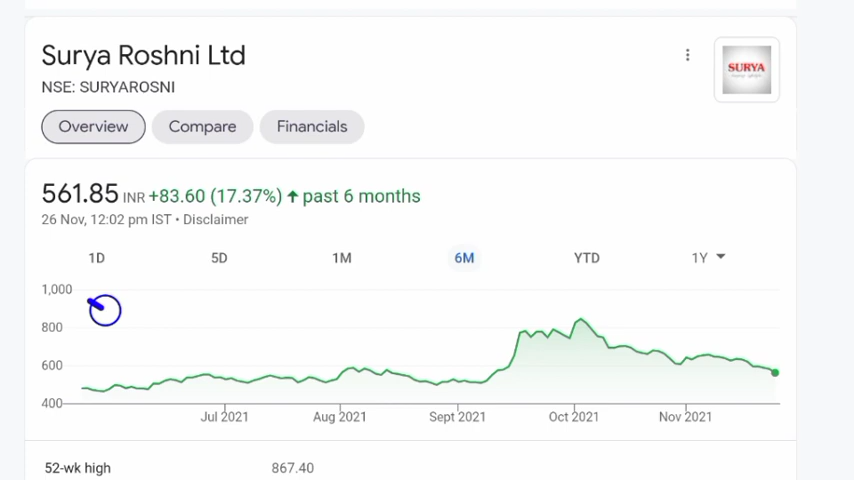 Surya Roshni Ltd
NSE: SURYAROSNI
SURYA
Overview Compare Financials
561.85 INR +83.60 (17.37%) ↑ past 6 months
26 Nov, 12:02 pm IST • Disclaimer
1D 5D 1M 6M YTD 1Y
1,000
800
600
400
Jul 2021 Aug 2021 Sept 2021 Oct 2021 Nov 2021
52-wk high 867.40